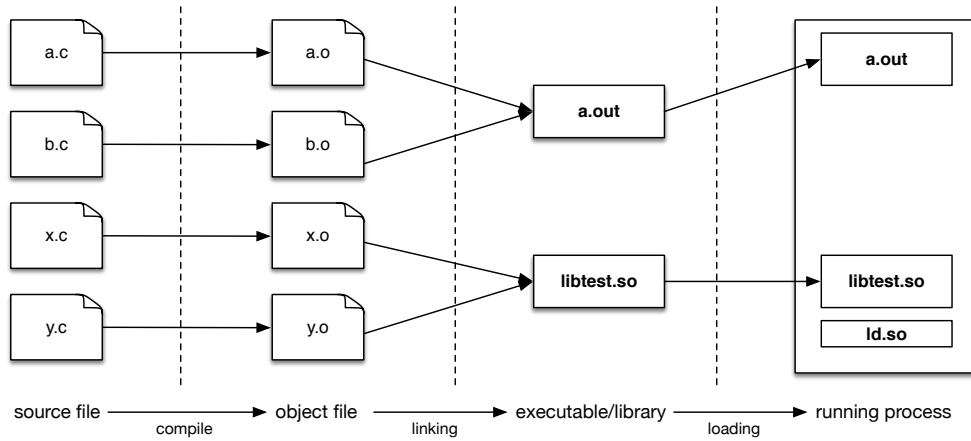 a.c
a.o
a.out
b.c
b.o
a.out
x.c
x.o
libtest.so
libtest.so
y.c
y.o
ld.so
source file
compile
object file
linking
executable/library
loading
running process